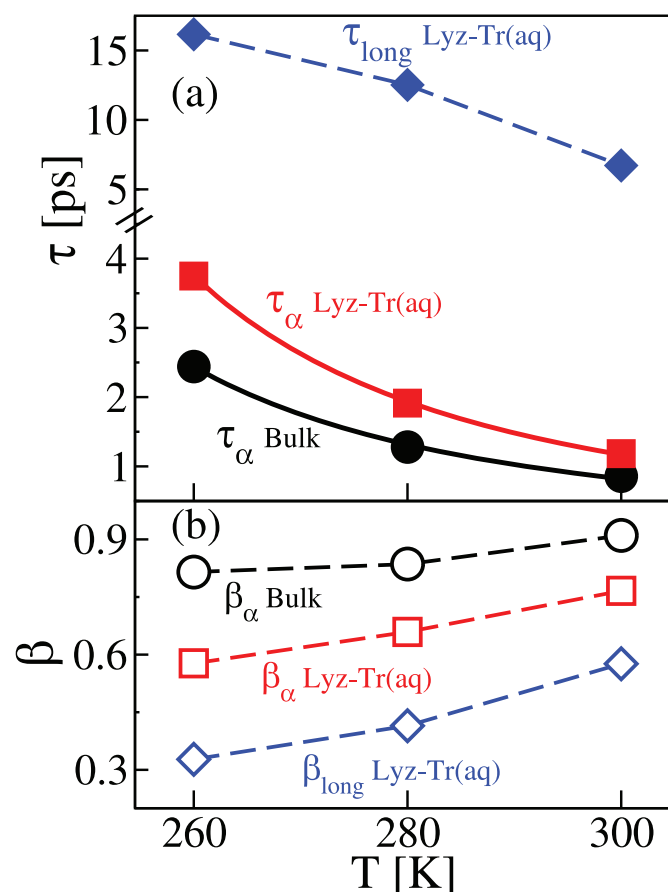 τlong Lyz-Tr(aq)
(a)
15
10
5
τ [ps]
4
3
2
1
τα Lyz-Tr(aq)
τα Bulk
(b)
0.9
0.6
0.3
β
βα Bulk
βα Lyz-Tr(aq)
βlong Lyz-Tr(aq)
260 280 300
T [K]